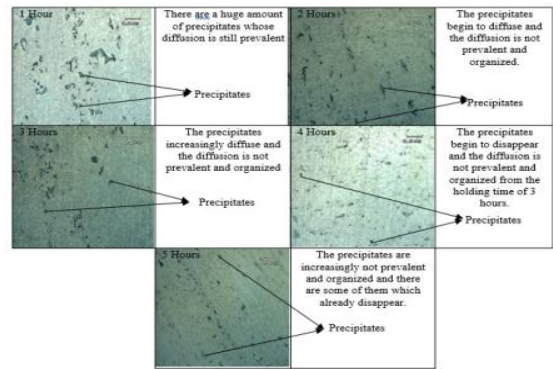 1 Hour
There are a huge amount
of precipitates whose
diffusion is still prevalent
Precipitates
2 Hours
The precipitates
begin to diffuse and
the diffusion is not
prevalent and
organized.
Precipitates
3 Hours
The precipitates
increasingly diffuse and
the diffusion is not
prevalent and organized
Precipitates
4 Hours
The precipitates
begin to disappear
and the diffusion is
not prevalent and
organized from the
holding time of 3
hours.
Precipitates
5 Hours
The precipitates are
increasingly not prevalent
and organized and there
are some of them which
already disappear.
Precipitates